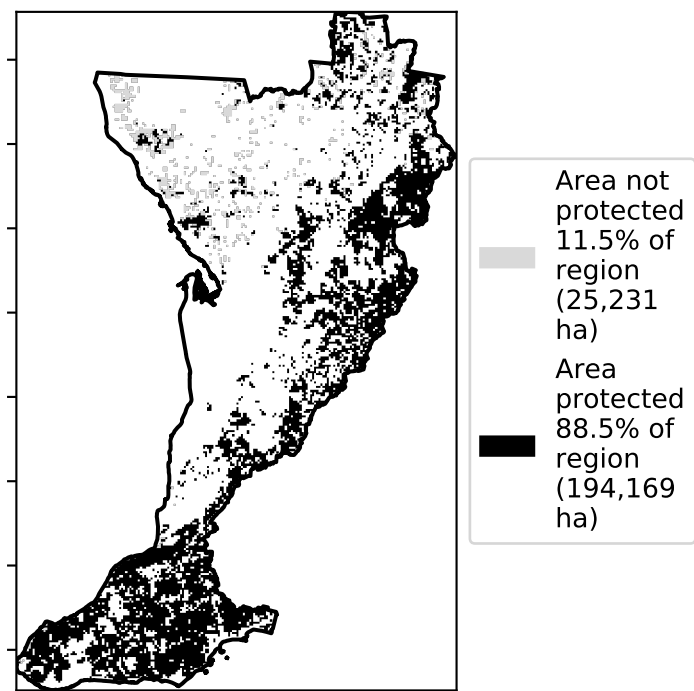 Area not
protected
11.5% of
region
(25,231
ha)
Area
protected
88.5% of
region
(194,169
ha)